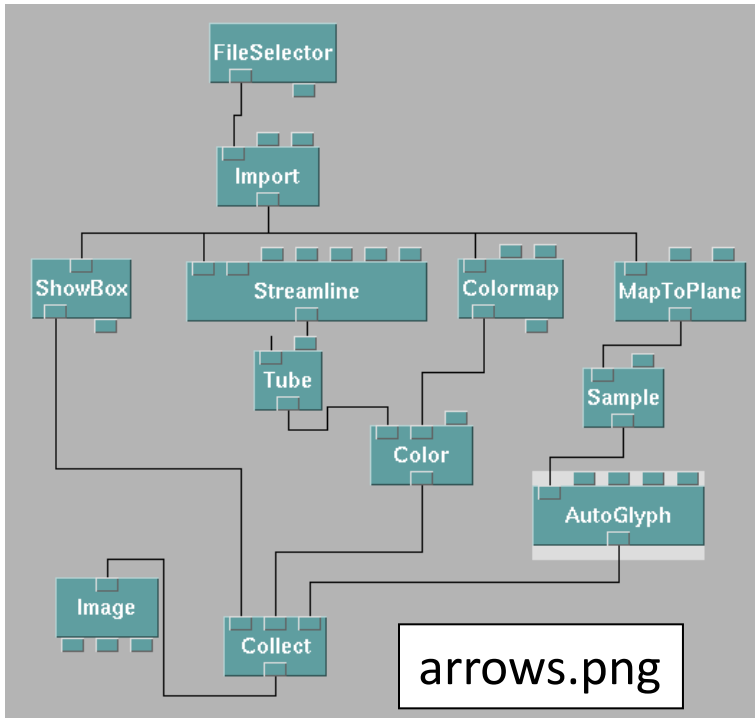 FileSelector
Import
ShowBox
Streamline
Colormap
MapToPlane
Tube
Sample
Color
AutoGlyph
Image
Collect
arrows.png